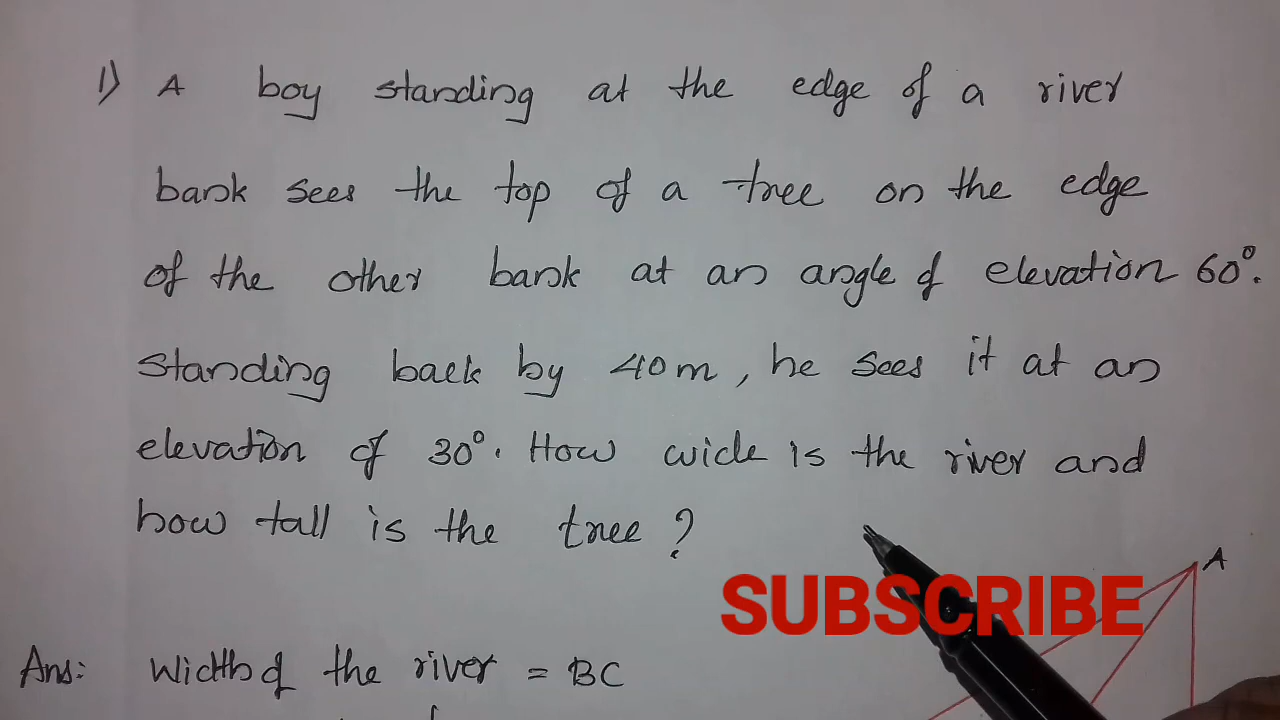 1) A boy standing at the edge of a river
bank sees the top of a tree on the edge
of the other bank at an angle of elevation 60°.
Standing back by 40m, he sees it at an
elevation of 30°. How wide is the river and
how tall is the tree?
A
SUBSCRIBE
Ans: Width of the river = BC